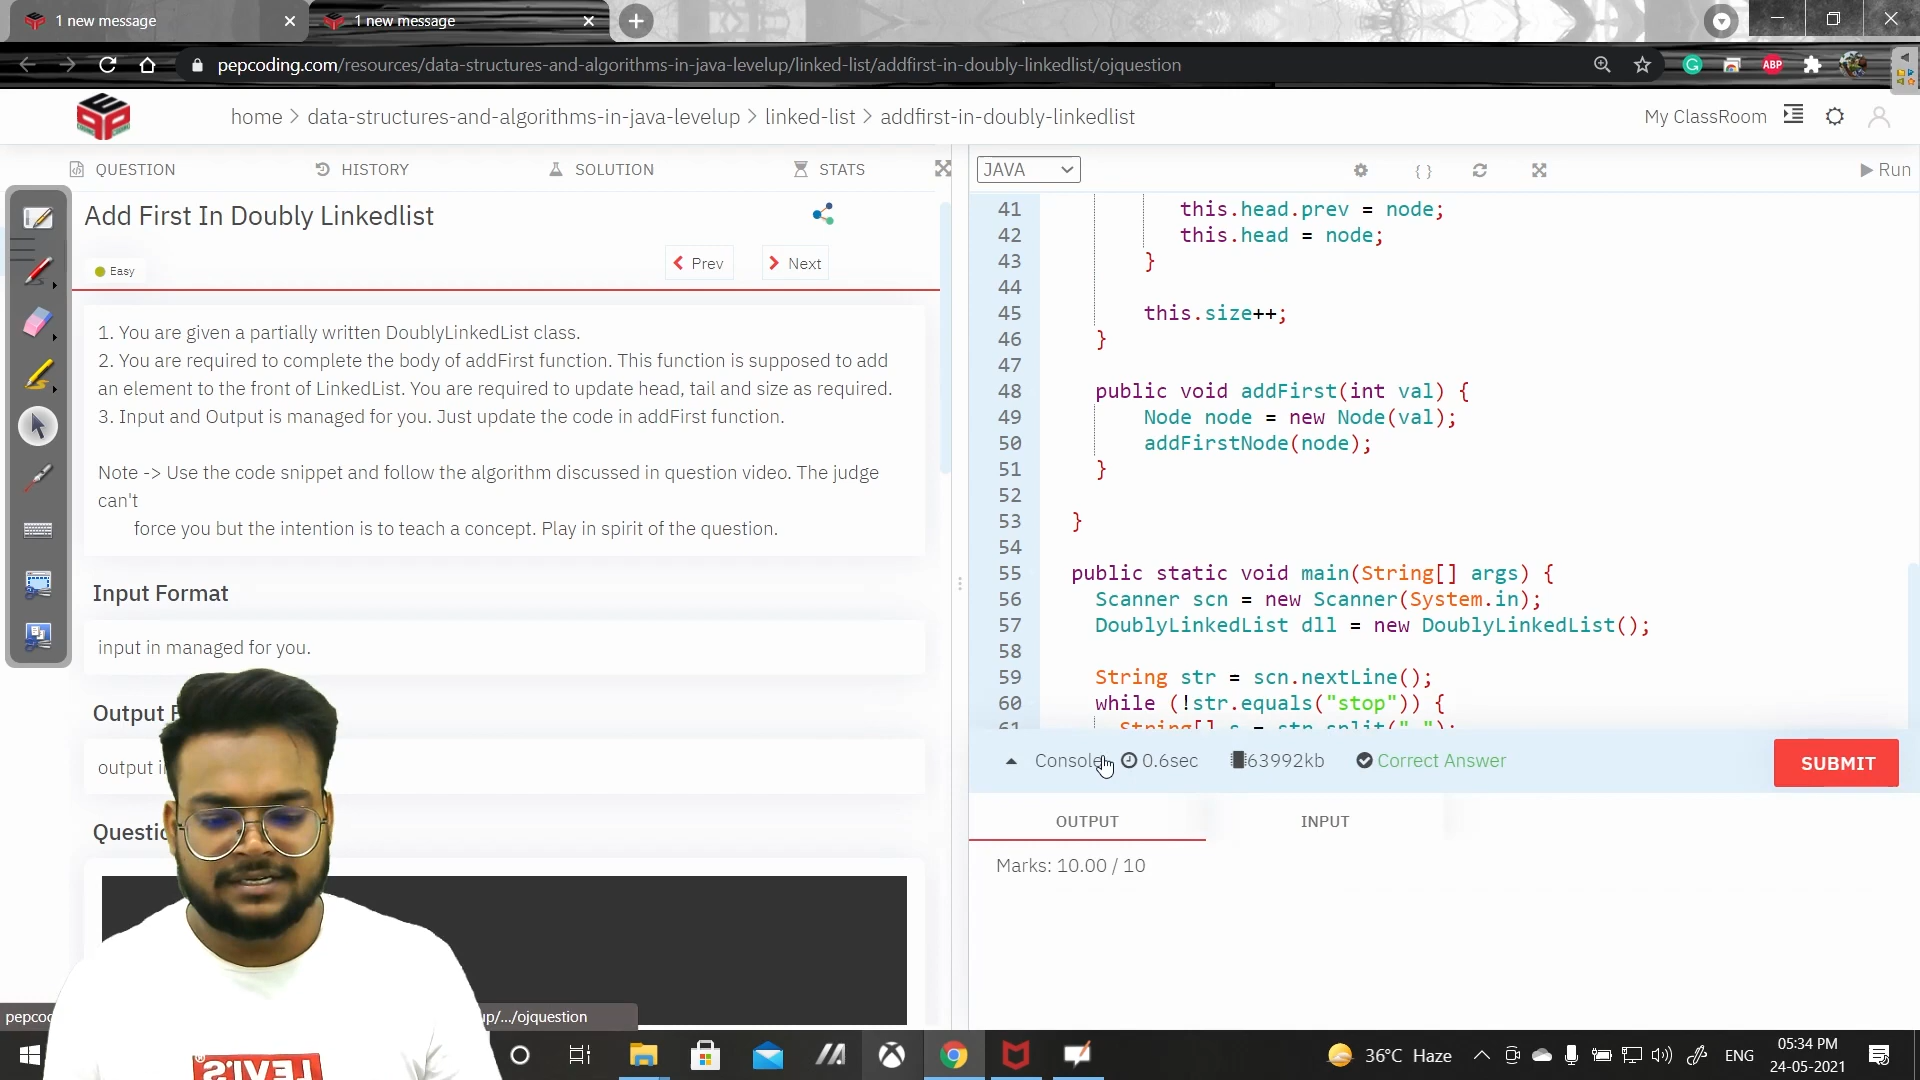 1 new message
1 new message
pepcoding.com/resources/data-structures-and-algorithms-in-java-levelup/linked-list/addfirst-in-doubly-linkedlist/ojquestion
ABP
home > data-structures-and-algorithms-in-java-levelup > linked-list > addfirst-in-doubly-linkedlist
My ClassRoom
QUESTION
HISTORY
SOLUTION
STATS
JAVA
{ }
Run
Add First In Doubly Linkedlist
Easy
Prev
Next
1. You are given a partially written DoublyLinkedList class.
2. You are required to complete the body of addFirst function. This function is supposed to add
an element to the front of LinkedList. You are required to update head, tail and size as required.
3. Input and Output is managed for you. Just update the code in addFirst function.
Note -> Use the code snippet and follow the algorithm discussed in question video. The judge
can't
force you but the intention is to teach a concept. Play in spirit of the question.
Input Format
input in managed for you.
Output
output
41 this.head.prev = node;
42 this.head = node;
43 }
44
45 this.size++;
46 }
47
48 public void addFirst(int val) {
49 Node node = new Node(val);
50 addFirstNode(node);
51 }
52
53 }
54
55 public static void main(String[] args) {
56 Scanner scn = new Scanner(System.in);
57 DoublyLinkedList dll = new DoublyLinkedList();
58
59 String str = scn.nextLine();
60 while (!str.equals("stop")) {
61 String[] s = str.split(" ");
Console 0.6sec 63992kb Correct Answer
SUBMIT
OUTPUT
INPUT
Marks: 10.00 / 10
up/.../ojquestion
LEVI'S
36°C Haze
ENG
05:34 PM
24-05-2021